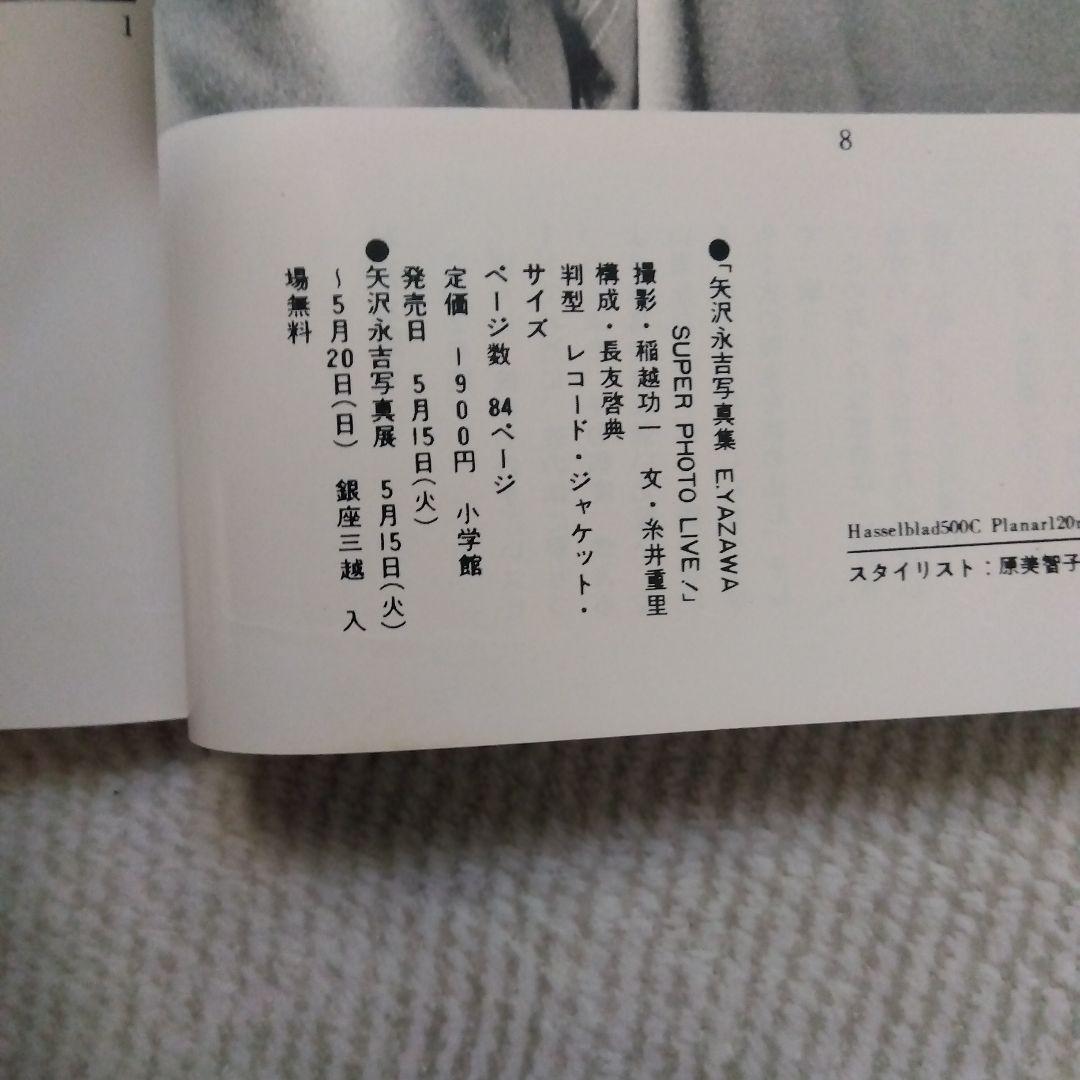 1
8
●「矢沢永吉写真集　E.YAZAWA
SUPER PHOTO LIVE!」
撮影・稲越功一　文・糸井重里
構成・長友啓典
判型　レコード・ジャケット・
サイズ
ページ数　84ページ
定価　1900円　小学館
発売日　5月15日(火)
●矢沢永吉写真展　5月15日(火)
~5月20日(日)　銀座三越　入
場無料
Hasselblad500C Planar120m
スタイリスト:原美智子